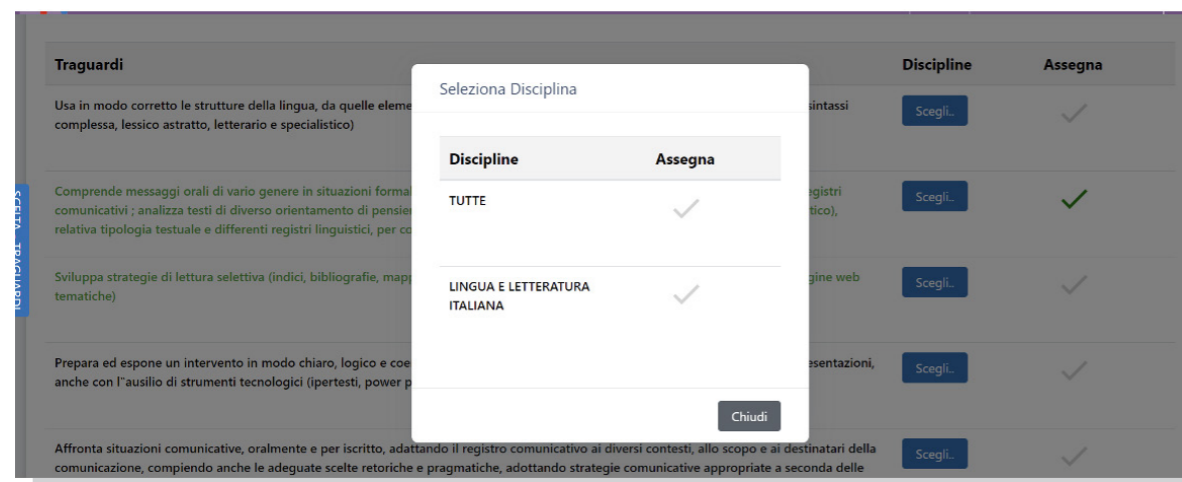 Traguardi
Discipline
Assegna
Usa in modo corretto le strutture della lingua, da quelle eleme
sintassi
complessa, lessico astratto, letterario e specialistico)
Scegli..
Comprende messaggi orali di vario genere in situazioni formal
egistri
comunicativi ; analizza testi di diverso orientamento di pensier
tico),
relativa tipologia testuale e differenti registri linguistici, per co
Scegli..
Sviluppa strategie di lettura selettiva (indici, bibliografie, mapp
gine web
tematiche)
Scegli..
Prepara ed espone un intervento in modo chiaro, logico e coe
esentazioni,
anche con l"ausilio di strumenti tecnologici (ipertesti, power p
Scegli..
Affronta situazioni comunicative, oralmente e per iscritto, adattando il registro comunicativo ai diversi contesti, allo scopo e ai destinatari della
comunicazione, compiendo anche le adeguate scelte retoriche e pragmatiche, adottando strategie comunicative appropriate a seconda delle
Scegli..
SCELTA TRAGUARDI
Seleziona Disciplina
Discipline
Assegna
TUTTE
LINGUA E LETTERATURA
ITALIANA
Chiudi